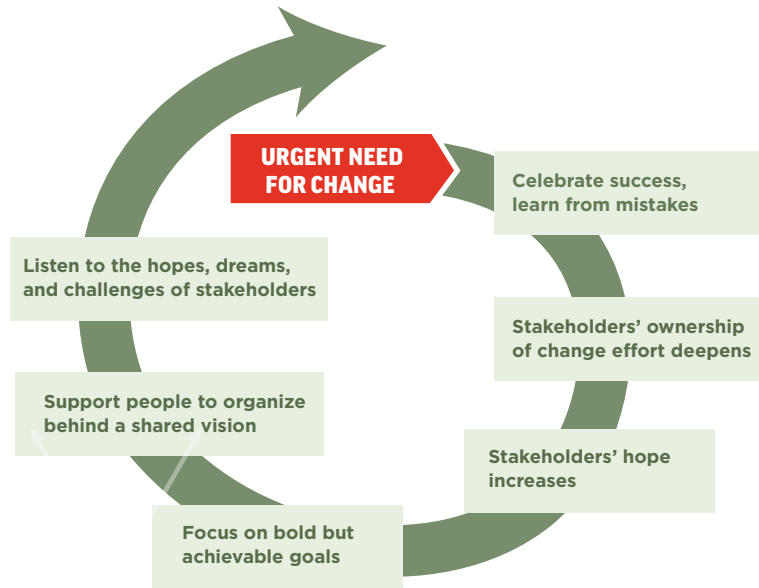 URGENT NEED
FOR CHANGE
Celebrate success,
learn from mistakes
Stakeholders’ ownership
of change effort deepens
Stakeholders’ hope
increases
Focus on bold but
achievable goals
Support people to organize
behind a shared vision
Listen to the hopes, dreams,
and challenges of stakeholders